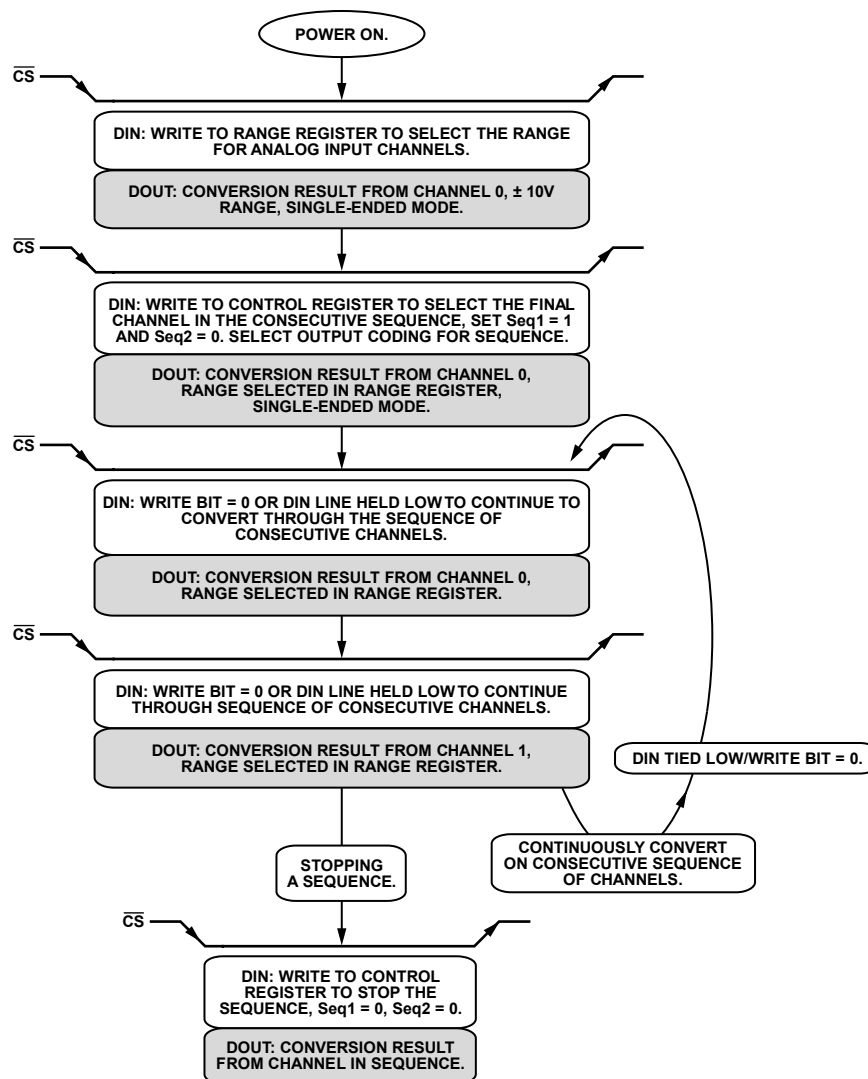 POWER ON.
C̅S̅
DIN: WRITE TO RANGE REGISTER TO SELECT THE RANGE
FOR ANALOG INPUT CHANNELS.
DOUT: CONVERSION RESULT FROM CHANNEL 0, ± 10V
RANGE, SINGLE-ENDED MODE.
C̅S̅
DIN: WRITE TO CONTROL REGISTER TO SELECT THE FINAL
CHANNEL IN THE CONSECUTIVE SEQUENCE, SET Seq1 = 1
AND Seq2 = 0. SELECT OUTPUT CODING FOR SEQUENCE.
DOUT: CONVERSION RESULT FROM CHANNEL 0,
RANGE SELECTED IN RANGE REGISTER,
SINGLE-ENDED MODE.
C̅S̅
DIN: WRITE BIT = 0 OR DIN LINE HELD LOW TO CONTINUE TO
CONVERT THROUGH THE SEQUENCE OF
CONSECUTIVE CHANNELS.
DOUT: CONVERSION RESULT FROM CHANNEL 0,
RANGE SELECTED IN RANGE REGISTER.
C̅S̅
DIN: WRITE BIT = 0 OR DIN LINE HELD LOW TO CONTINUE
THROUGH SEQUENCE OF CONSECUTIVE CHANNELS.
DOUT: CONVERSION RESULT FROM CHANNEL 1,
RANGE SELECTED IN RANGE REGISTER.
DIN TIED LOW/WRITE BIT = 0.
CONTINUOUSLY CONVERT
ON CONSECUTIVE SEQUENCE
OF CHANNELS.
STOPPING
A SEQUENCE.
C̅S̅
DIN: WRITE TO CONTROL
REGISTER TO STOP THE
SEQUENCE, Seq1 = 0, Seq2 = 0.
DOUT: CONVERSION RESULT
FROM CHANNEL IN SEQUENCE.